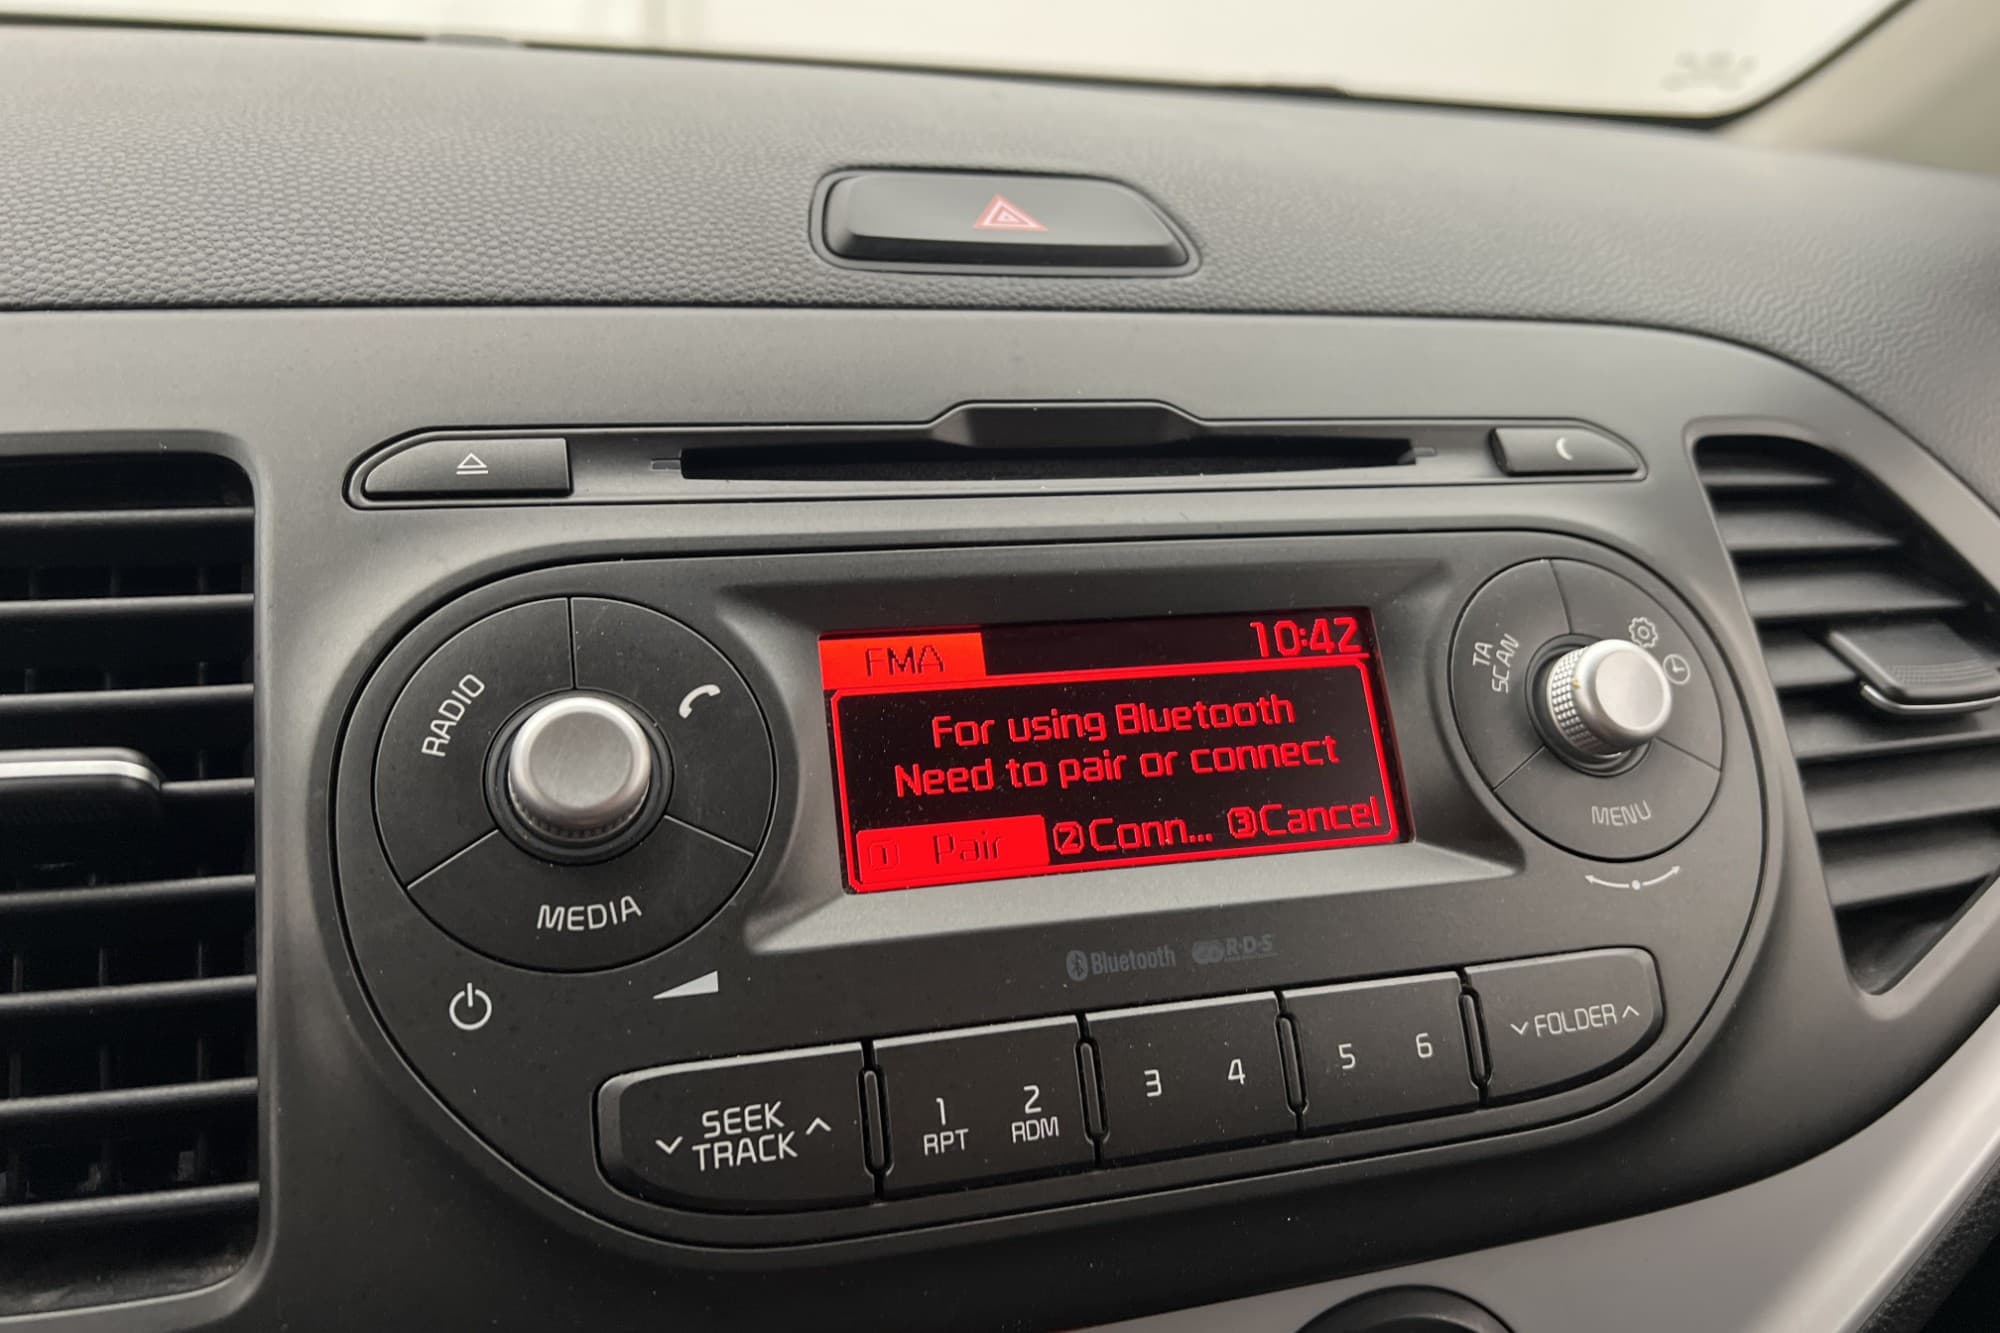 FMA 10:42
For using Bluetooth
Need to pair or connect
1 Pair 2 Conn... 3 Cancel
RADIO
MEDIA
TA
SCAN
MENU
Bluetooth R·D·S
SEEK
TRACK
1
RPT
2
RDM
3 4
5 6
FOLDER